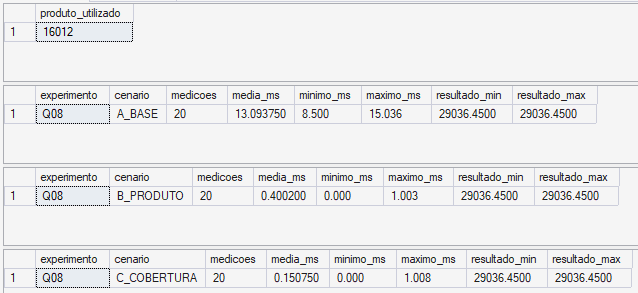 produto_utilizado
1 16012
experimento cenario medicoes media_ms minimo_ms maximo_ms resultado_min resultado_max
1 Q08 A_BASE 20 13.093750 8.500 15.036 29036.4500 29036.4500
experimento cenario medicoes media_ms minimo_ms maximo_ms resultado_min resultado_max
1 Q08 B_PRODUTO 20 0.400200 0.000 1.003 29036.4500 29036.4500
experimento cenario medicoes media_ms minimo_ms maximo_ms resultado_min resultado_max
1 Q08 C_COBERTURA 20 0.150750 0.000 1.008 29036.4500 29036.4500